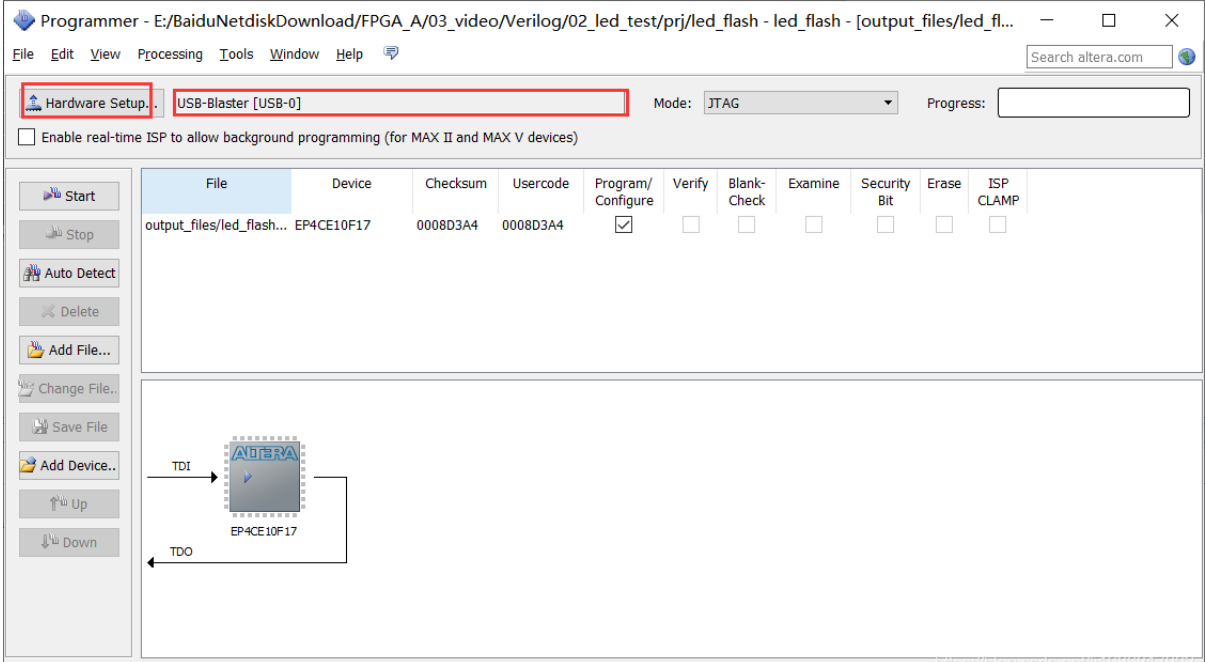 Programmer - E:/BaiduNetdiskDownload/FPGA_A/03_video/Verilog/02_led_test/prj/led_flash - led_flash - [output_files/led_fl...
File Edit View Processing Tools Window Help
Search altera.com
Hardware Setup... USB-Blaster [USB-0] Mode: JTAG Progress:
Enable real-time ISP to allow background programming (for MAX II and MAX V devices)
Start
Stop
Auto Detect
Delete
Add File...
Change File..
Save File
Add Device..
Up
Down
File Device Checksum Usercode Program/ Verify Blank- Examine Security Erase ISP
Configure Check Bit CLAMP
output_files/led_flash... EP4CE10F17 0008D3A4 0008D3A4
ALTERA
TDI
EP4CE10F17
TDO